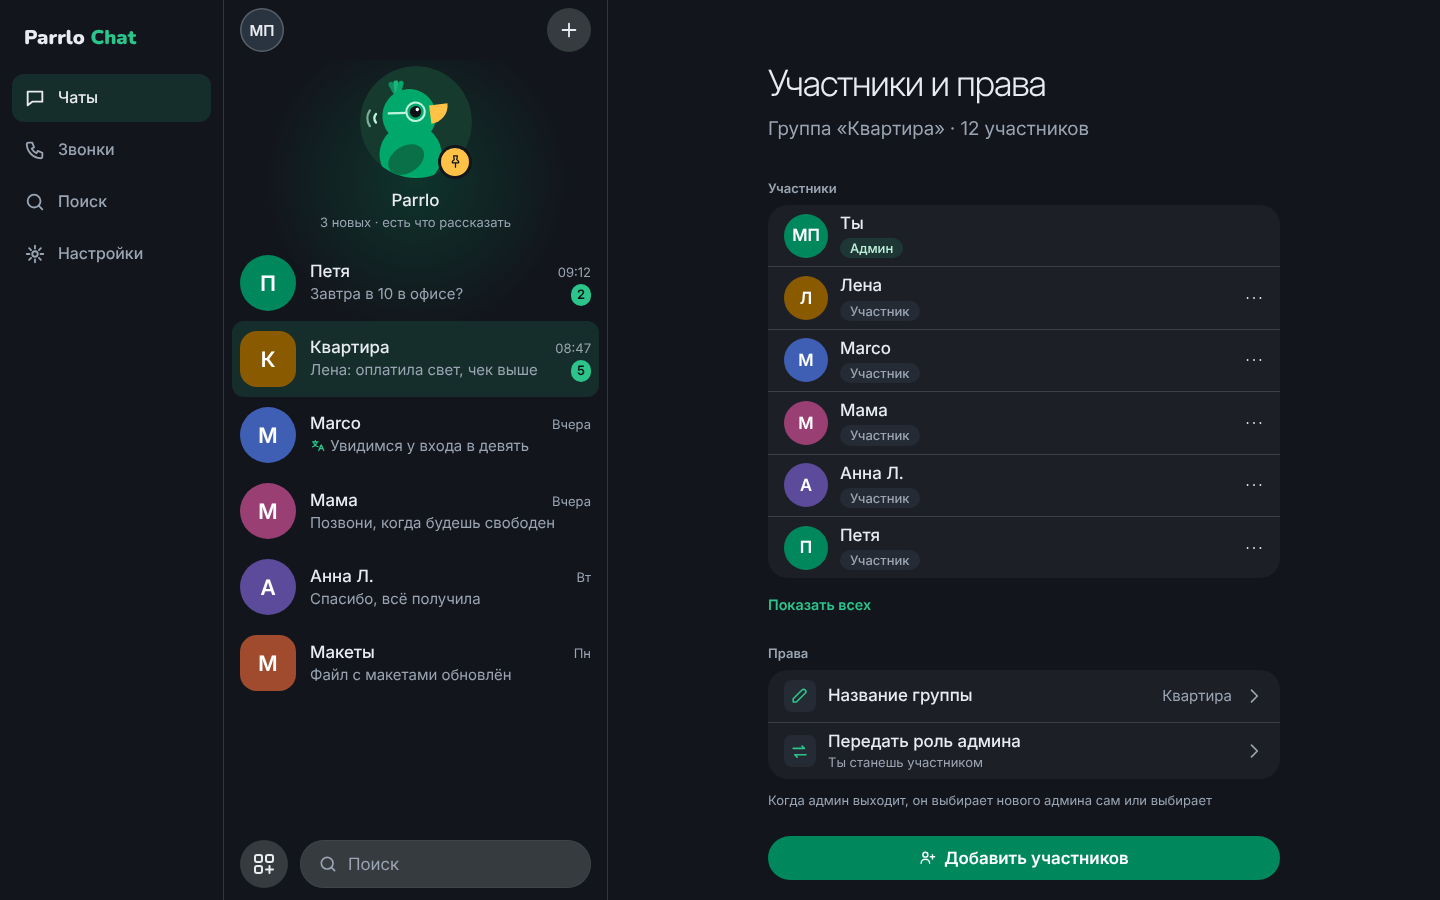 Parrlo Chat
Чаты
Звонки
Поиск
Настройки
МП
Parrlo
3 новых · есть что рассказать
П
Петя
09:12
Завтра в 10 в офисе?
2
К
Квартира
08:47
Лена: оплатила свет, чек выше
5
M
Marco
Вчера
Увидимся у входа в девять
М
Мама
Вчера
Позвони, когда будешь свободен
А
Анна Л.
Вт
Спасибо, всё получила
М
Макеты
Пн
Файл с макетами обновлён
Поиск
Участники и права
Группа «Квартира» · 12 участников
Участники
МП
Ты
Админ
Л
Лена
Участник
M
Marco
Участник
М
Мама
Участник
А
Анна Л.
Участник
П
Петя
Участник
Показать всех
Права
Название группы
Квартира
Передать роль админа
Ты станешь участником
Когда админ выходит, он выбирает нового админа сам или выбирает
Добавить участников